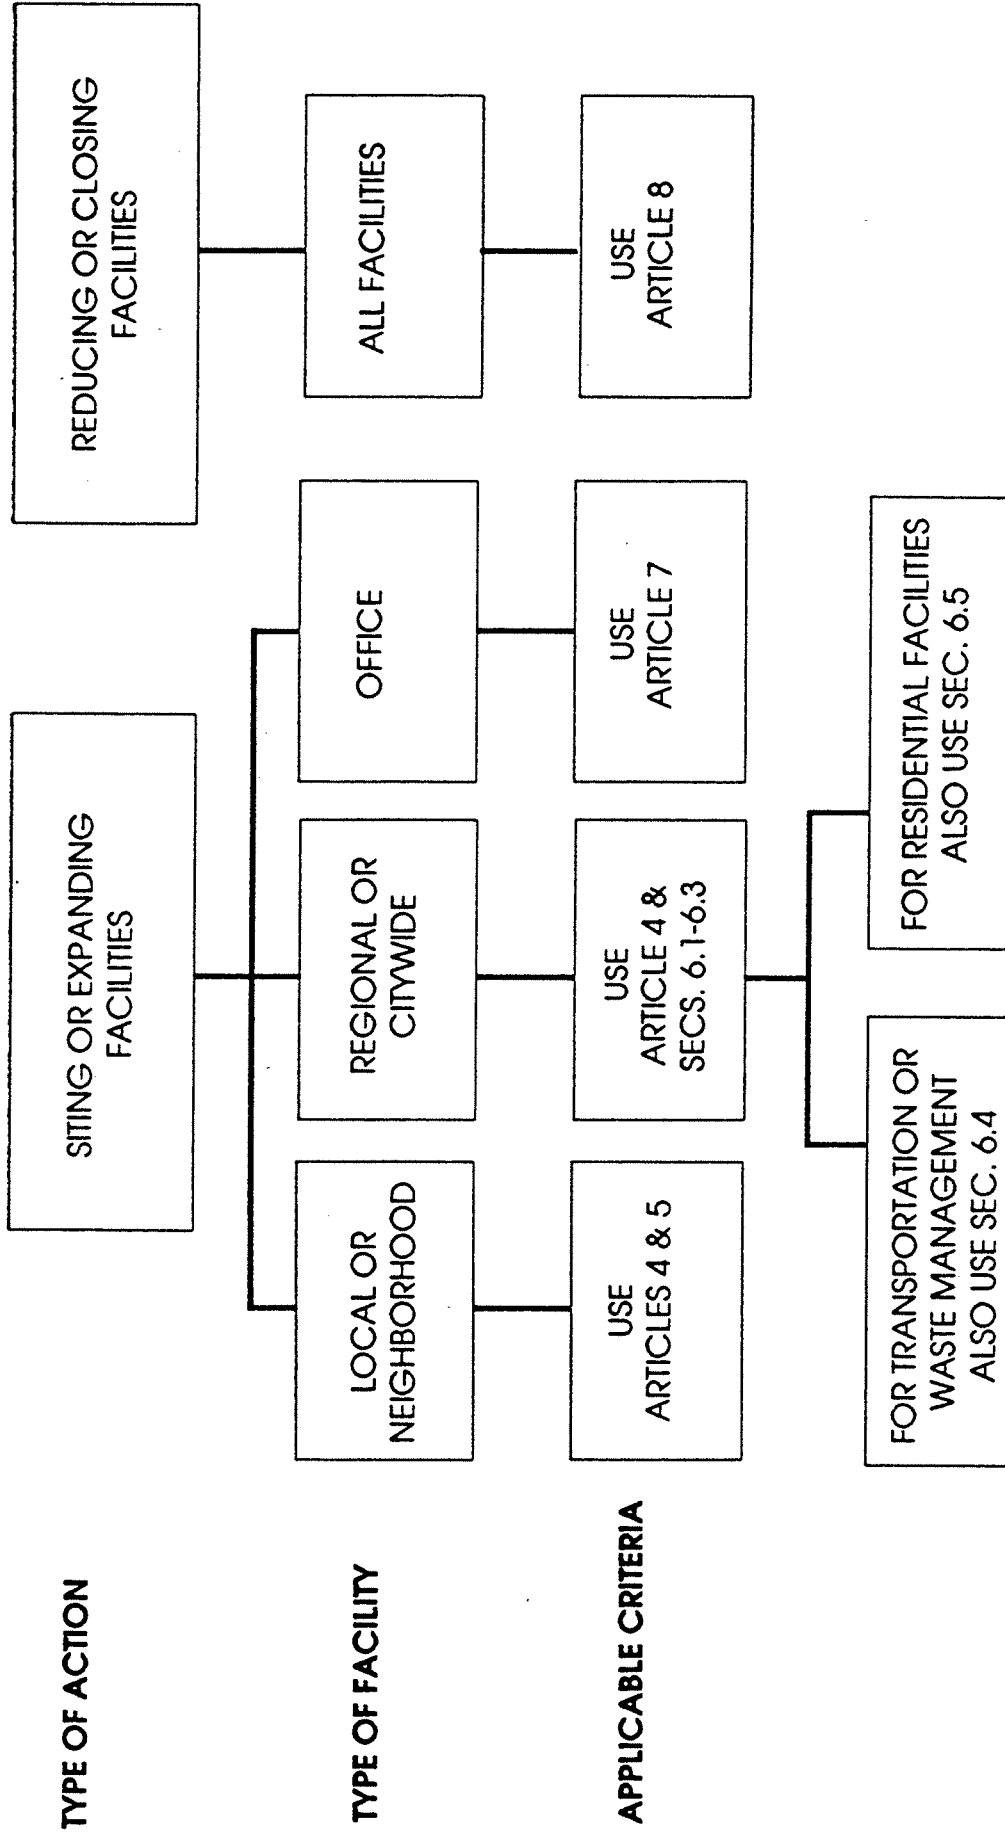 TYPE OF ACTION
SITING OR EXPANDING
FACILITIES
REDUCING OR CLOSING
FACILITIES
TYPE OF FACILITY
LOCAL OR
NEIGHBORHOOD
REGIONAL OR
CITYWIDE
OFFICE
ALL FACILITIES
APPLICABLE CRITERIA
USE
ARTICLES 4 & 5
USE
ARTICLE 4 &
SECS. 6.1-6.3
USE
ARTICLE 7
USE
ARTICLE 8
FOR TRANSPORTATION OR
WASTE MANAGEMENT
ALSO USE SEC. 6.4
FOR RESIDENTIAL FACILITIES
ALSO USE SEC. 6.5